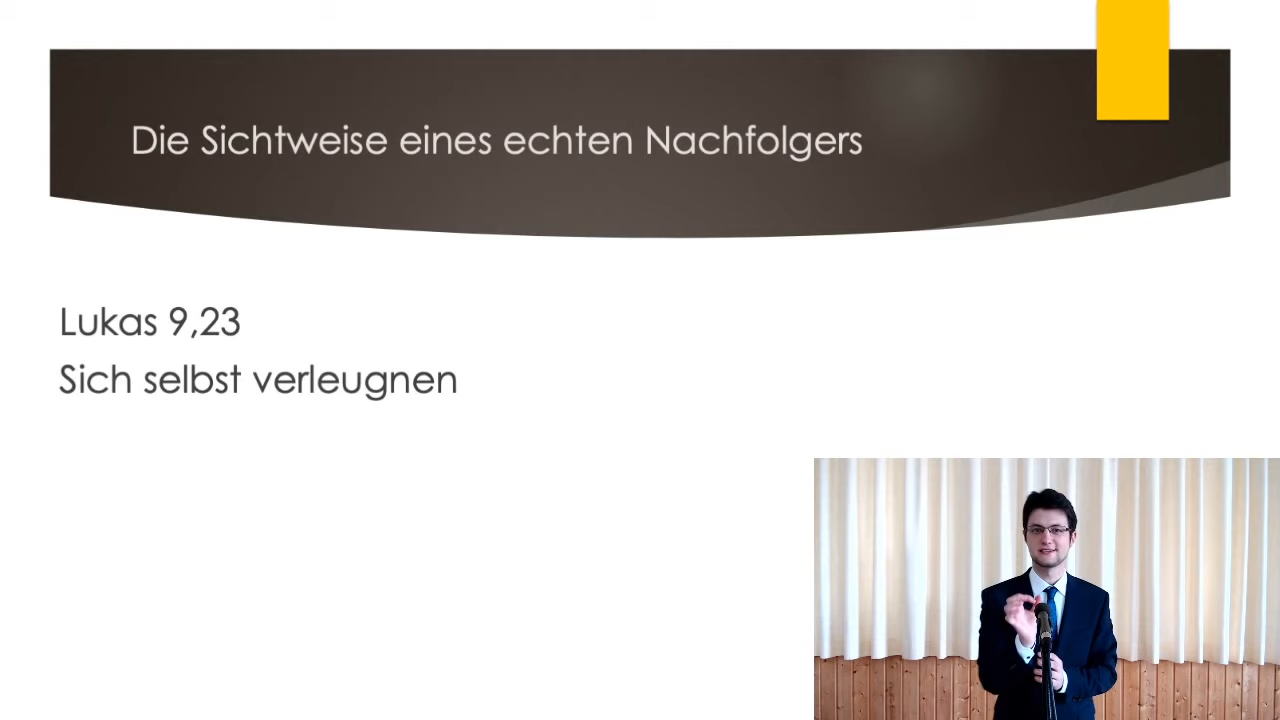 Die Sichtweise eines echten Nachfolgers
Lukas 9,23
Sich selbst verleugnen